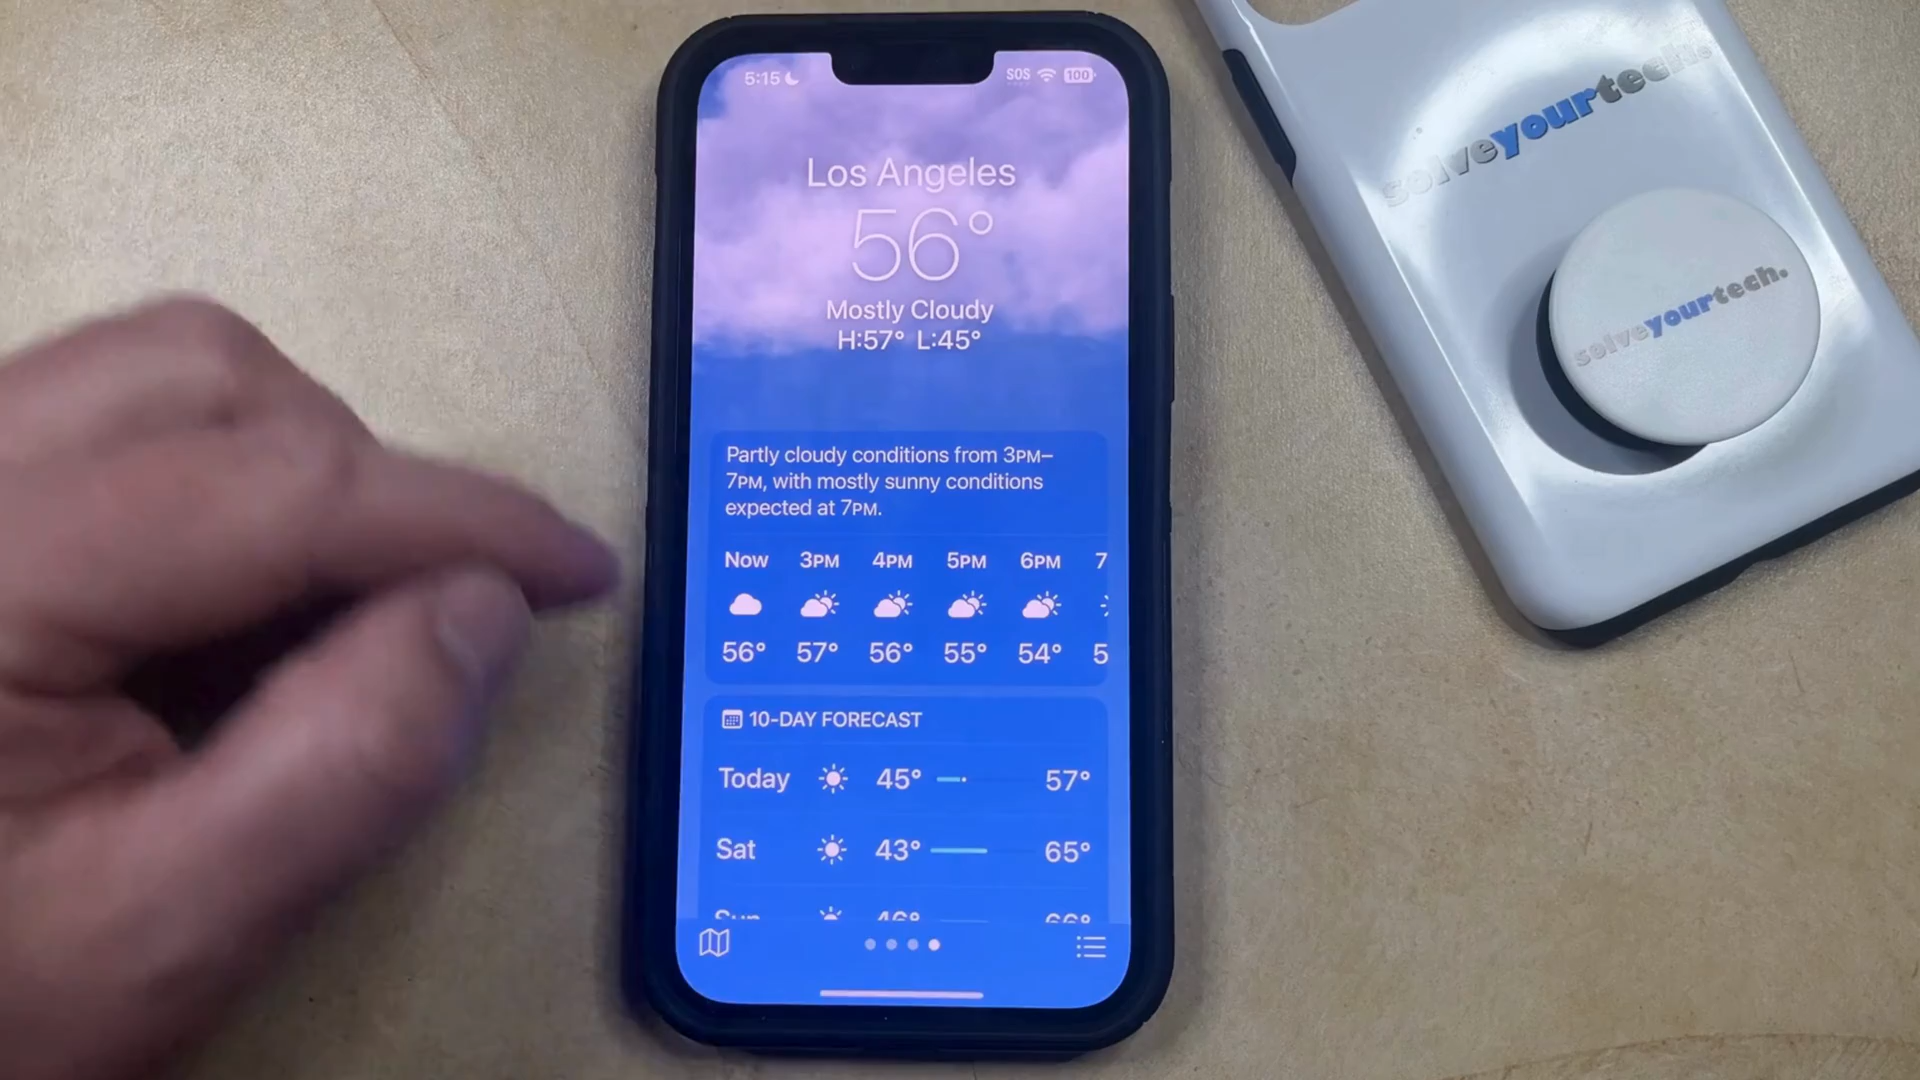 5:15
SOS 100
Los Angeles
56°
Mostly Cloudy
H:57° L:45°
Partly cloudy conditions from 3PM–
7PM, with mostly sunny conditions
expected at 7PM.
Now 3PM 4PM 5PM 6PM 7
56° 57° 56° 55° 54° 5
10-DAY FORECAST
Today 45° 57°
Sat 43° 65°
Sun 46° 66°
solveyourtech.
solveyourtech.